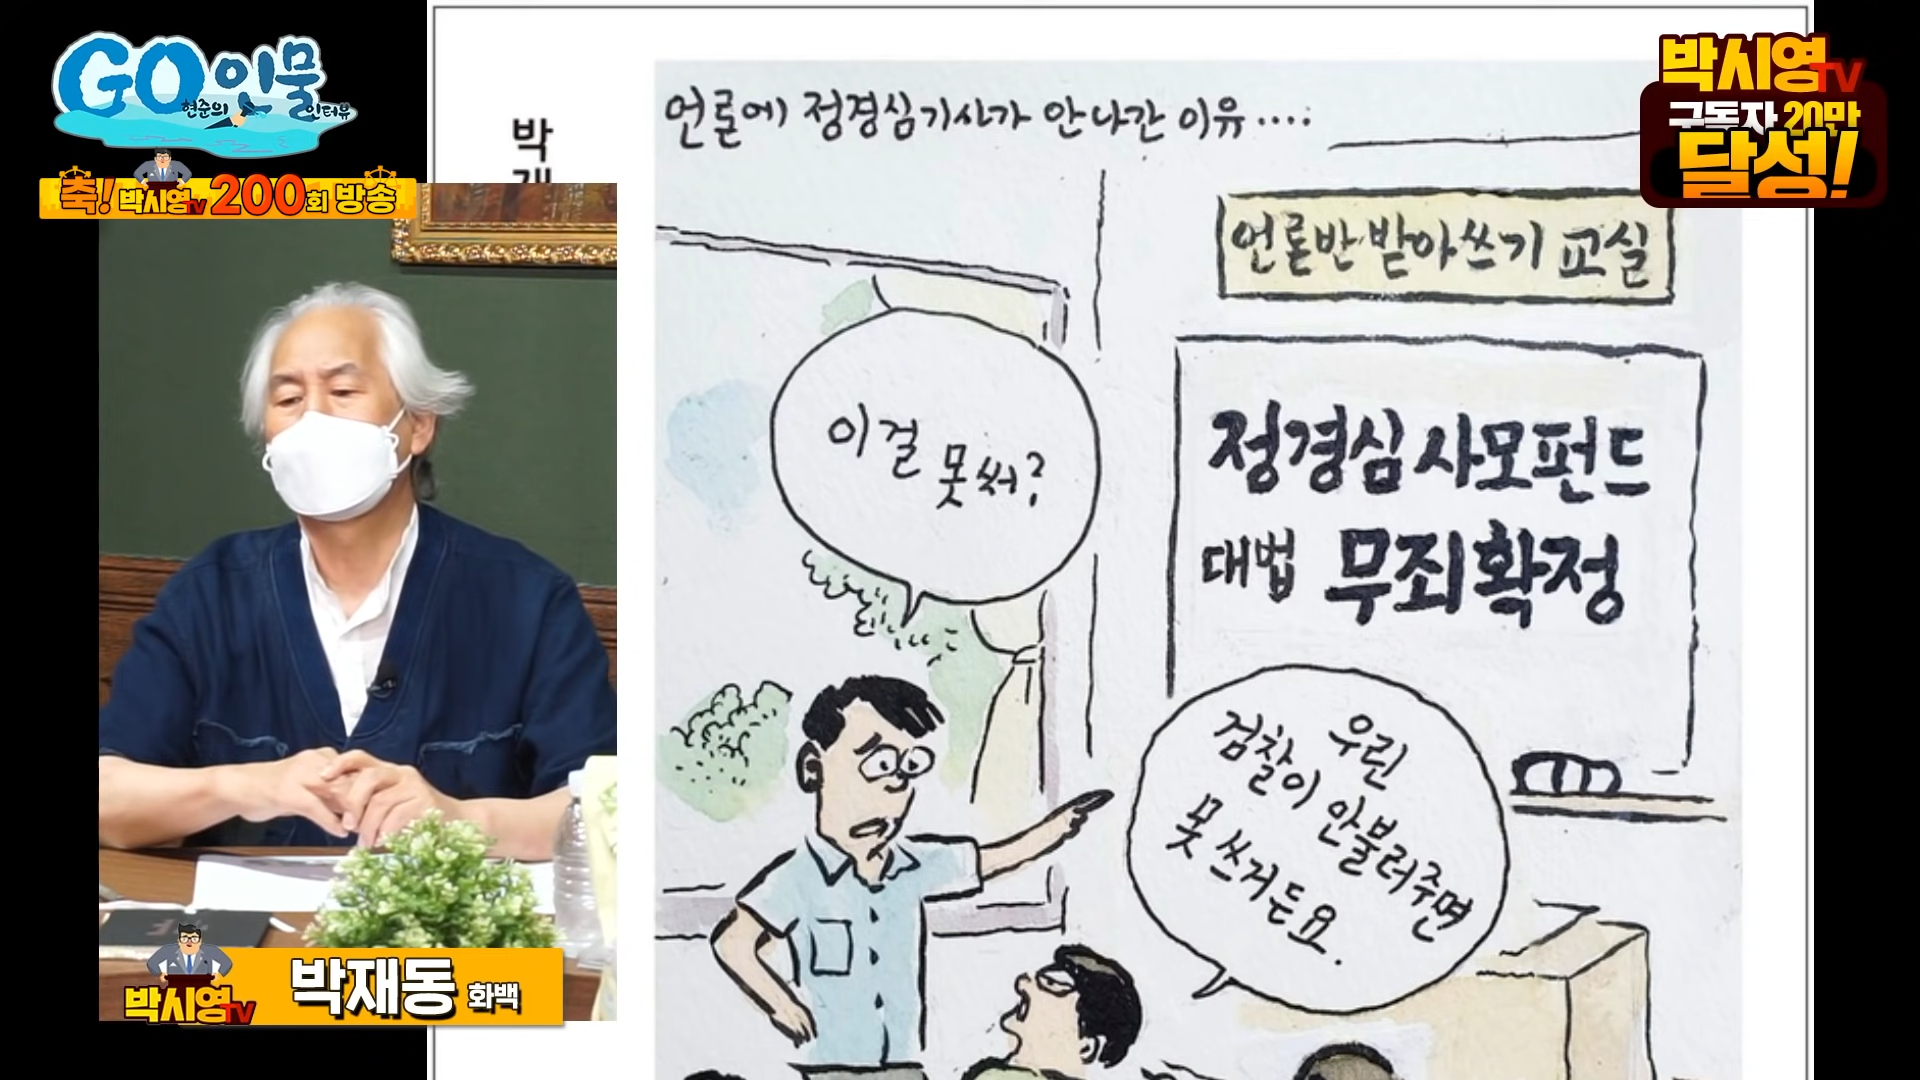 GO 인물
현준의 인터뷰
축! 박시영TV 200회 방송
박시영TV
구독자 20만
달성!
박재
언론에 정경심기사가 안나간 이유....:
언론반 받아쓰기 교실
정경심 사모펀드
대법 무죄확정
이걸 못써?
우린
검찰이 안불러주면
못 쓰거든요.
박시영TV
박재동 화백